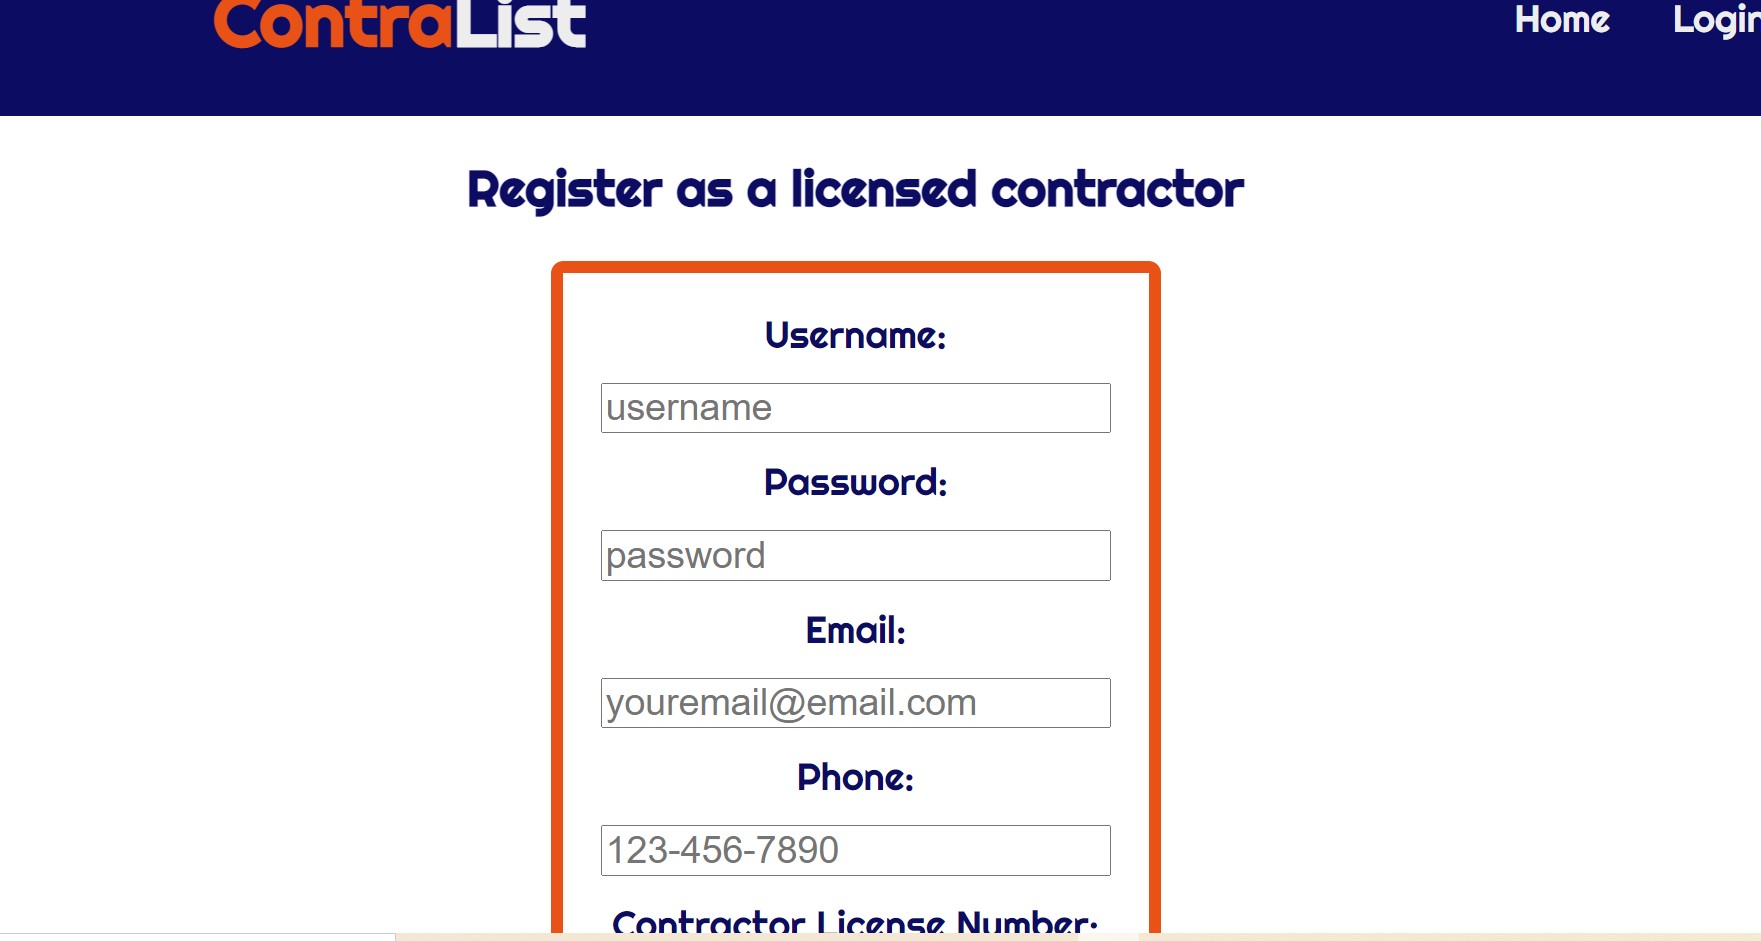 ContraList
Home
Login
Register as a licensed contractor
Username:
username
Password:
password
Email:
youremail@email.com
Phone:
123-456-7890
Contractor License Number: